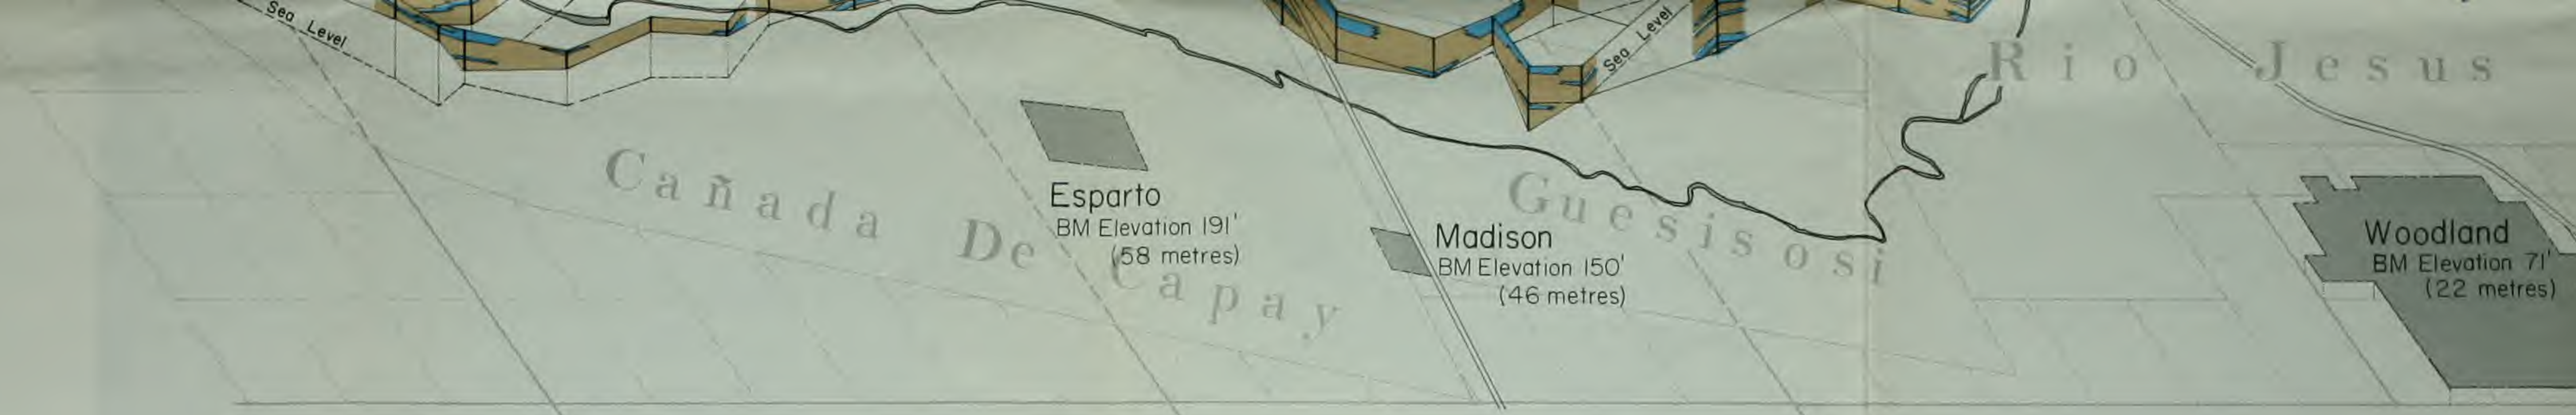 Sea Level
Sea Level
Rio Jesus
Cañada De Capay
Esparto
BM Elevation 191'
(58 metres)
Guesisosi
Madison
BM Elevation 150'
(46 metres)
Woodland
BM Elevation 71'
(22 metres)